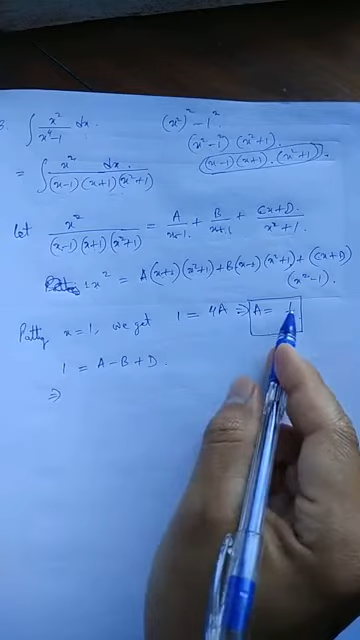 3. ∫ x²/(x⁴-1) dx. (x²)² - 1².
(x²-1²) (x²+1).
= ∫ x² dx. / (x-1)(x+1)(x²+1) (x-1)(x+1).(x²+1)
let x² / (x-1)(x+1)(x²+1) = A/(x-1) + B/(x+1) + (Cx+D)/(x²+1).
x² = A(x+1)(x²+1) + B(x-1)(x²+1) + (Cx+D)
(x²-1).
Putting x=1, we get 1 = 4A ⇒ A = 1
1 = A - B + D.
⇒